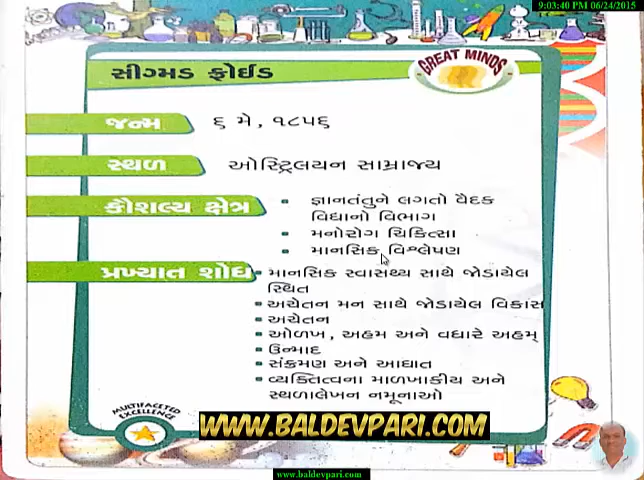 9:03:40 PM 06/24/2015
GREAT MINDS
સીગ્મડ ફ્રોઈડ
જન્મ
૬ મે, ૧૮૫૬
સ્થળ
ઓસ્ટ્રિલયન સામ્રાજ્ય
કૌશલ્ય ક્ષેત્ર
જ્ઞાનતંતુને લગતો વૈદક
વિદ્યાનો વિભાગ
મનોરોગ ચિકિત્સા
માનસિક વિશ્લેષણ
પ્રખ્યાત શોધ
માનસિક સ્વાસ્થ્ય સાથે જોડાયેલ
સ્થિત
અચેતન મન સાથે જોડાયેલ વિકાસ
અચેતન
ઓળખ, અહમ અને વધારે અહમ્
ઉન્માદ
સંક્રમણ અને આઘાત
વ્યક્તિત્વના માળખાકીય અને
સ્થળાલેખન નમૂનાઓ
MULTIFACETED
EXCELLENCE
WWW.BALDEVPARI.COM
www.baldevpari.com